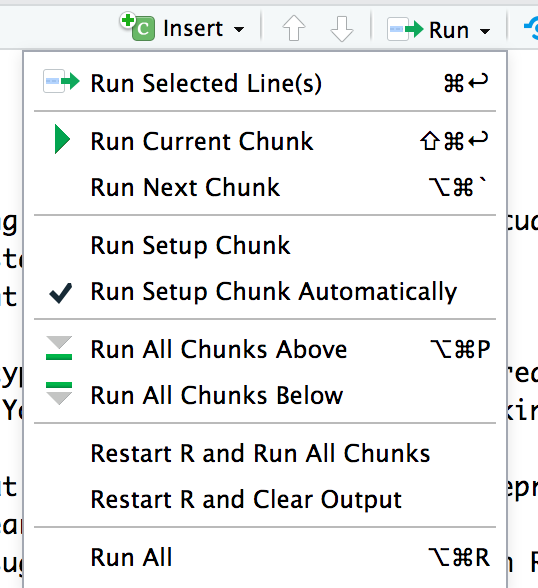 C Insert Run
Run Selected Line(s) ⌘↩
Run Current Chunk ⇧⌘↩
Run Next Chunk ⌥⌘`
Run Setup Chunk
Run Setup Chunk Automatically
Run All Chunks Above ⌥⌘P
Run All Chunks Below
Restart R and Run All Chunks
Restart R and Clear Output
Run All ⌥⌘R